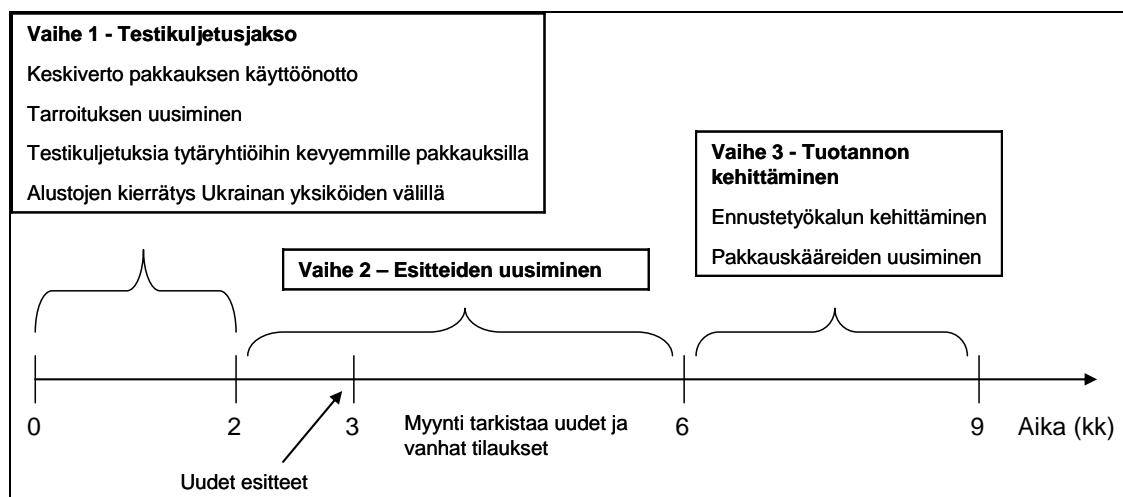 Vaihe 1 - Testikuljetusjakso
Keskiverto pakkauksen käyttöönotto
Tarroituksen uusiminen
Testikuljetuksia tytäryhtiöihin kevyemmille pakkauksilla
Alustojen kierrätys Ukrainan yksiköiden välillä
Vaihe 2 – Esitteiden uusiminen
Vaihe 3 - Tuotannon
kehittäminen
Ennustetyökalun kehittäminen
Pakkauskääreiden uusiminen
0
2
3
Myynti tarkistaa uudet ja
vanhat tilaukset
6
9
Aika (kk)
Uudet esitteet